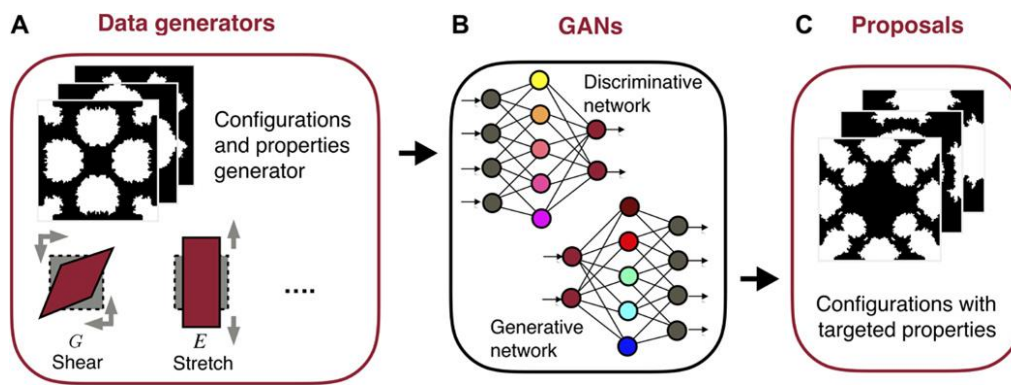 A
Data generators
Configurations
and properties
generator
G
Shear
E
Stretch
....
B
GANs
Discriminative
network
Generative
network
C
Proposals
Configurations with
targeted properties